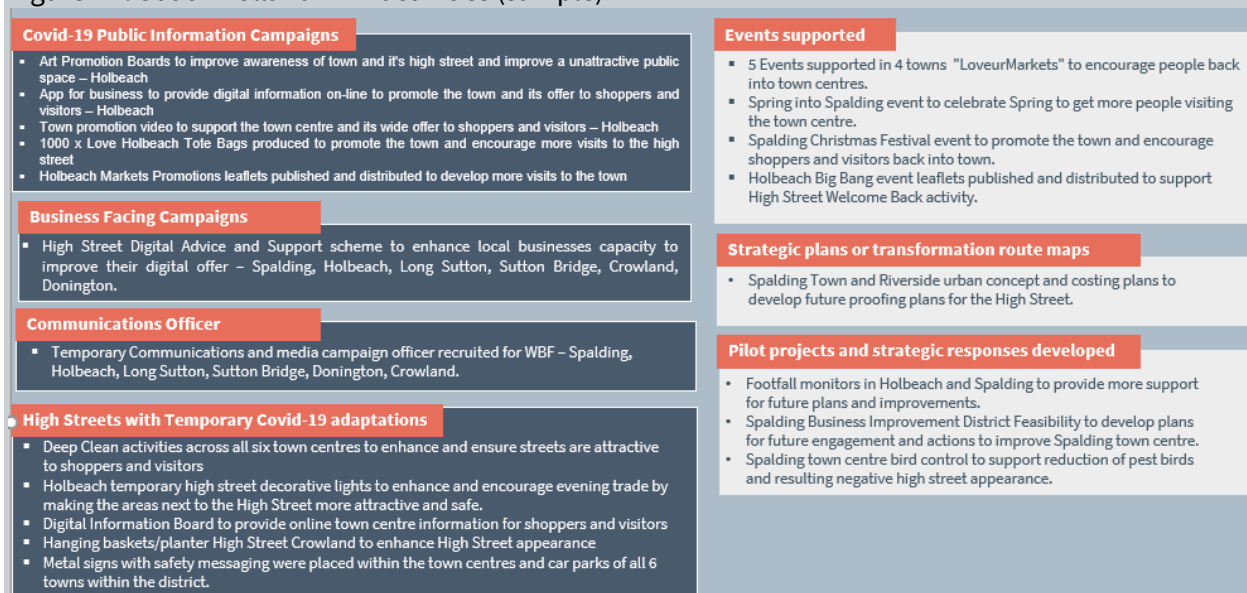 Covid-19 Public Information Campaigns
▪ Art Promotion Boards to improve awareness of town and it's high street and improve a unattractive public
space – Holbeach
▪ App for business to provide digital information on-line to promote the town and its offer to shoppers and
visitors – Holbeach
▪ Town promotion video to support the town centre and its wide offer to shoppers and visitors – Holbeach
▪ 1000 x Love Holbeach Tote Bags produced to promote the town and encourage more visits to the high
street
▪ Holbeach Markets Promotions leaflets published and distributed to develop more visits to the town
Business Facing Campaigns
▪ High Street Digital Advice and Support scheme to enhance local businesses capacity to
improve their digital offer – Spalding, Holbeach, Long Sutton, Sutton Bridge, Crowland,
Donington.
Communications Officer
▪ Temporary Communications and media campaign officer recruited for WBF – Spalding,
Holbeach, Long Sutton, Sutton Bridge, Donington, Crowland.
High Streets with Temporary Covid-19 adaptations
▪ Deep Clean activities across all six town centres to enhance and ensure streets are attractive
to shoppers and visitors
▪ Holbeach temporary high street decorative lights to enhance and encourage evening trade by
making the areas next to the High Street more attractive and safe.
▪ Digital Information Board to provide online town centre information for shoppers and visitors
▪ Hanging baskets/planter High Street Crowland to enhance High Street appearance
▪ Metal signs with safety messaging were placed within the town centres and car parks of all 6
towns within the district.
Events supported
▪ 5 Events supported in 4 towns "LoveurMarkets" to encourage people back
into town centres.
▪ Spring into Spalding event to celebrate Spring to get more people visiting
the town centre.
▪ Spalding Christmas Festival event to promote the town and encourage
shoppers and visitors back into town.
▪ Holbeach Big Bang event leaflets published and distributed to support
High Street Welcome Back activity.
Strategic plans or transformation route maps
• Spalding Town and Riverside urban concept and costing plans to
develop future proofing plans for the High Street.
Pilot projects and strategic responses developed
• Footfall monitors in Holbeach and Spalding to provide more support
for future plans and improvements.
• Spalding Business Improvement District Feasibility to develop plans
for future engagement and actions to improve Spalding town centre.
• Spalding town centre bird control to support reduction of pest birds
and resulting negative high street appearance.